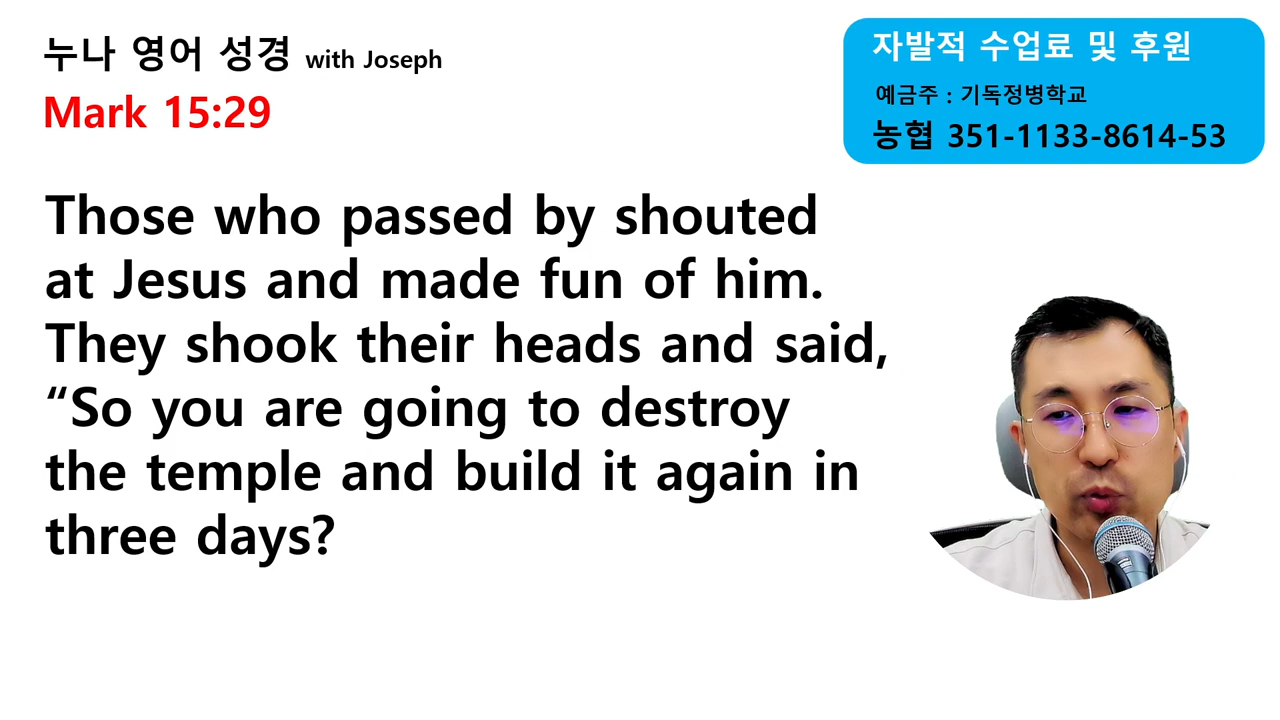 누나 영어 성경 with Joseph
Mark 15:29
자발적 수업료 및 후원
예금주 : 기독정병학교
농협 351-1133-8614-53
Those who passed by shouted
at Jesus and made fun of him.
They shook their heads and said,
“So you are going to destroy
the temple and build it again in
three days?